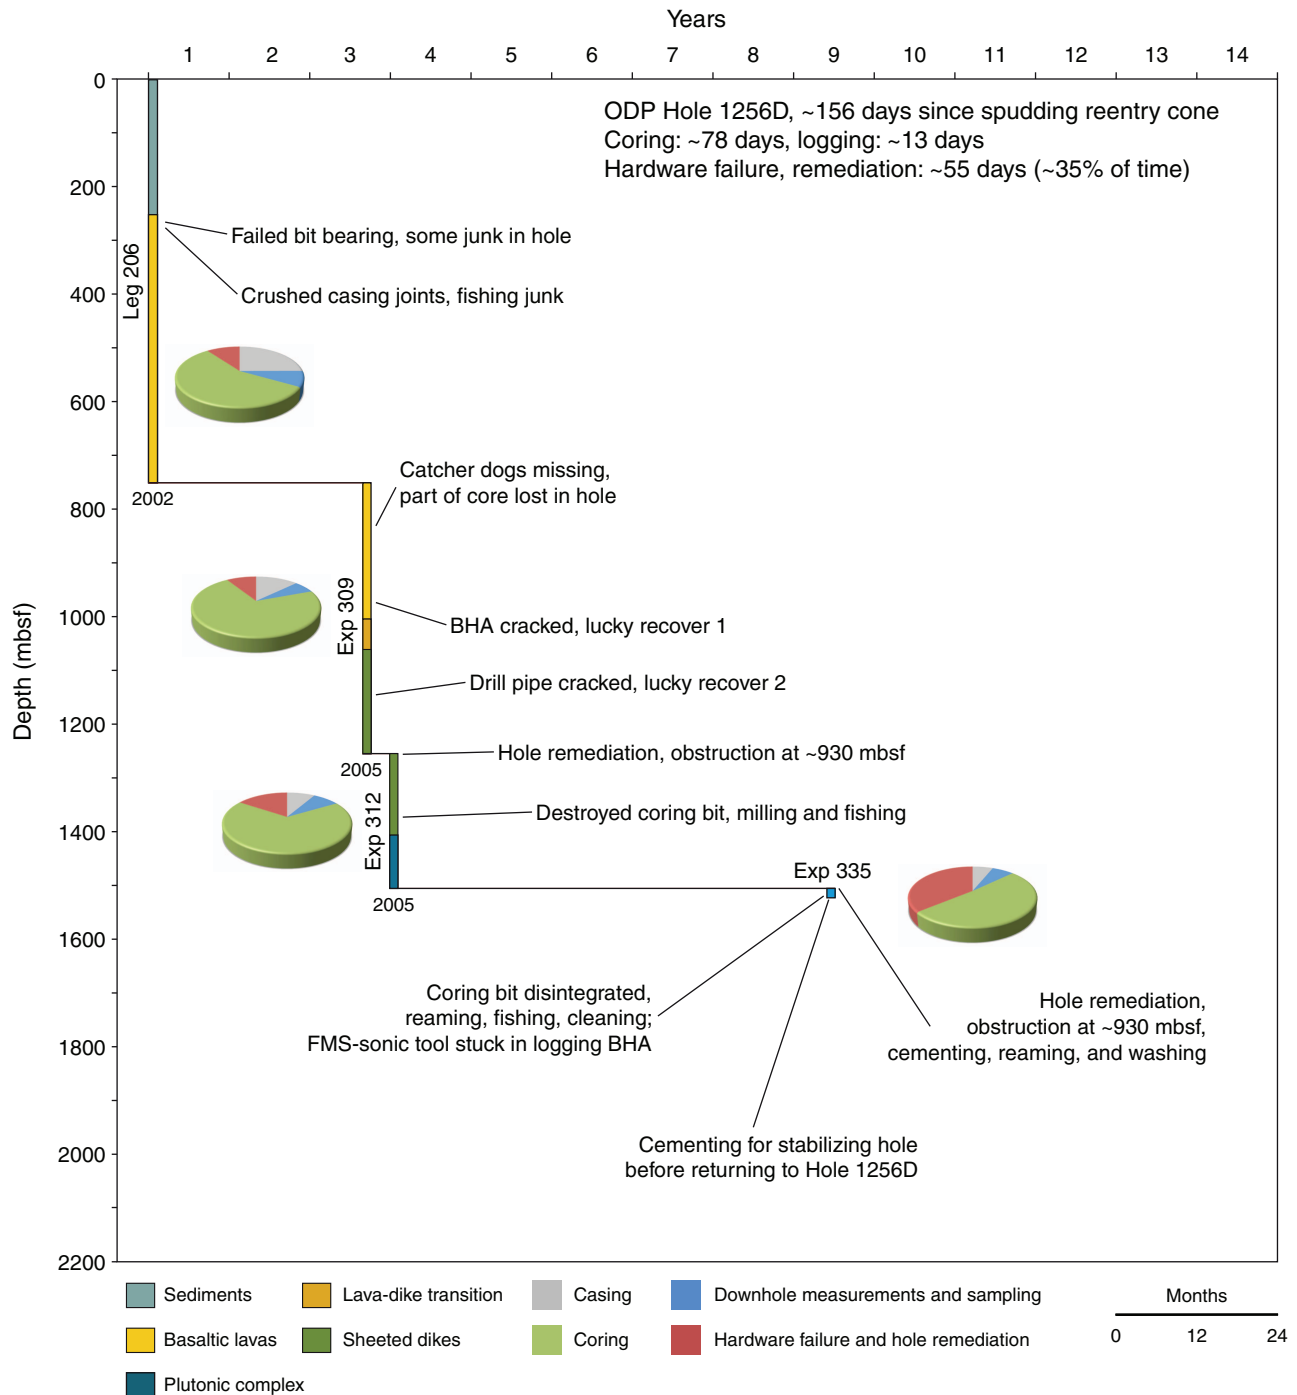 Years
1 2 3 4 5 6 7 8 9 10 11 12 13 14
ODP Hole 1256D, ~156 days since spudding reentry cone
Coring: ~78 days, logging: ~13 days
Hardware failure, remediation: ~55 days (~35% of time)
Depth (mbsf)
0
200
400
600
800
1000
1200
1400
1600
1800
2000
2200
Leg 206
Failed bit bearing, some junk in hole
Crushed casing joints, fishing junk
2002
Catcher dogs missing,
part of core lost in hole
Exp 309
BHA cracked, lucky recover 1
Drill pipe cracked, lucky recover 2
2005
Hole remediation, obstruction at ~930 mbsf
Exp 312
Destroyed coring bit, milling and fishing
2005
Exp 335
Coring bit disintegrated,
reaming, fishing, cleaning;
FMS-sonic tool stuck in logging BHA
Hole remediation,
obstruction at ~930 mbsf,
cementing, reaming, and washing
Cementing for stabilizing hole
before returning to Hole 1256D
Sediments
Basaltic lavas
Plutonic complex
Lava-dike transition
Sheeted dikes
Casing
Coring
Downhole measurements and sampling
Hardware failure and hole remediation
Months
0 12 24